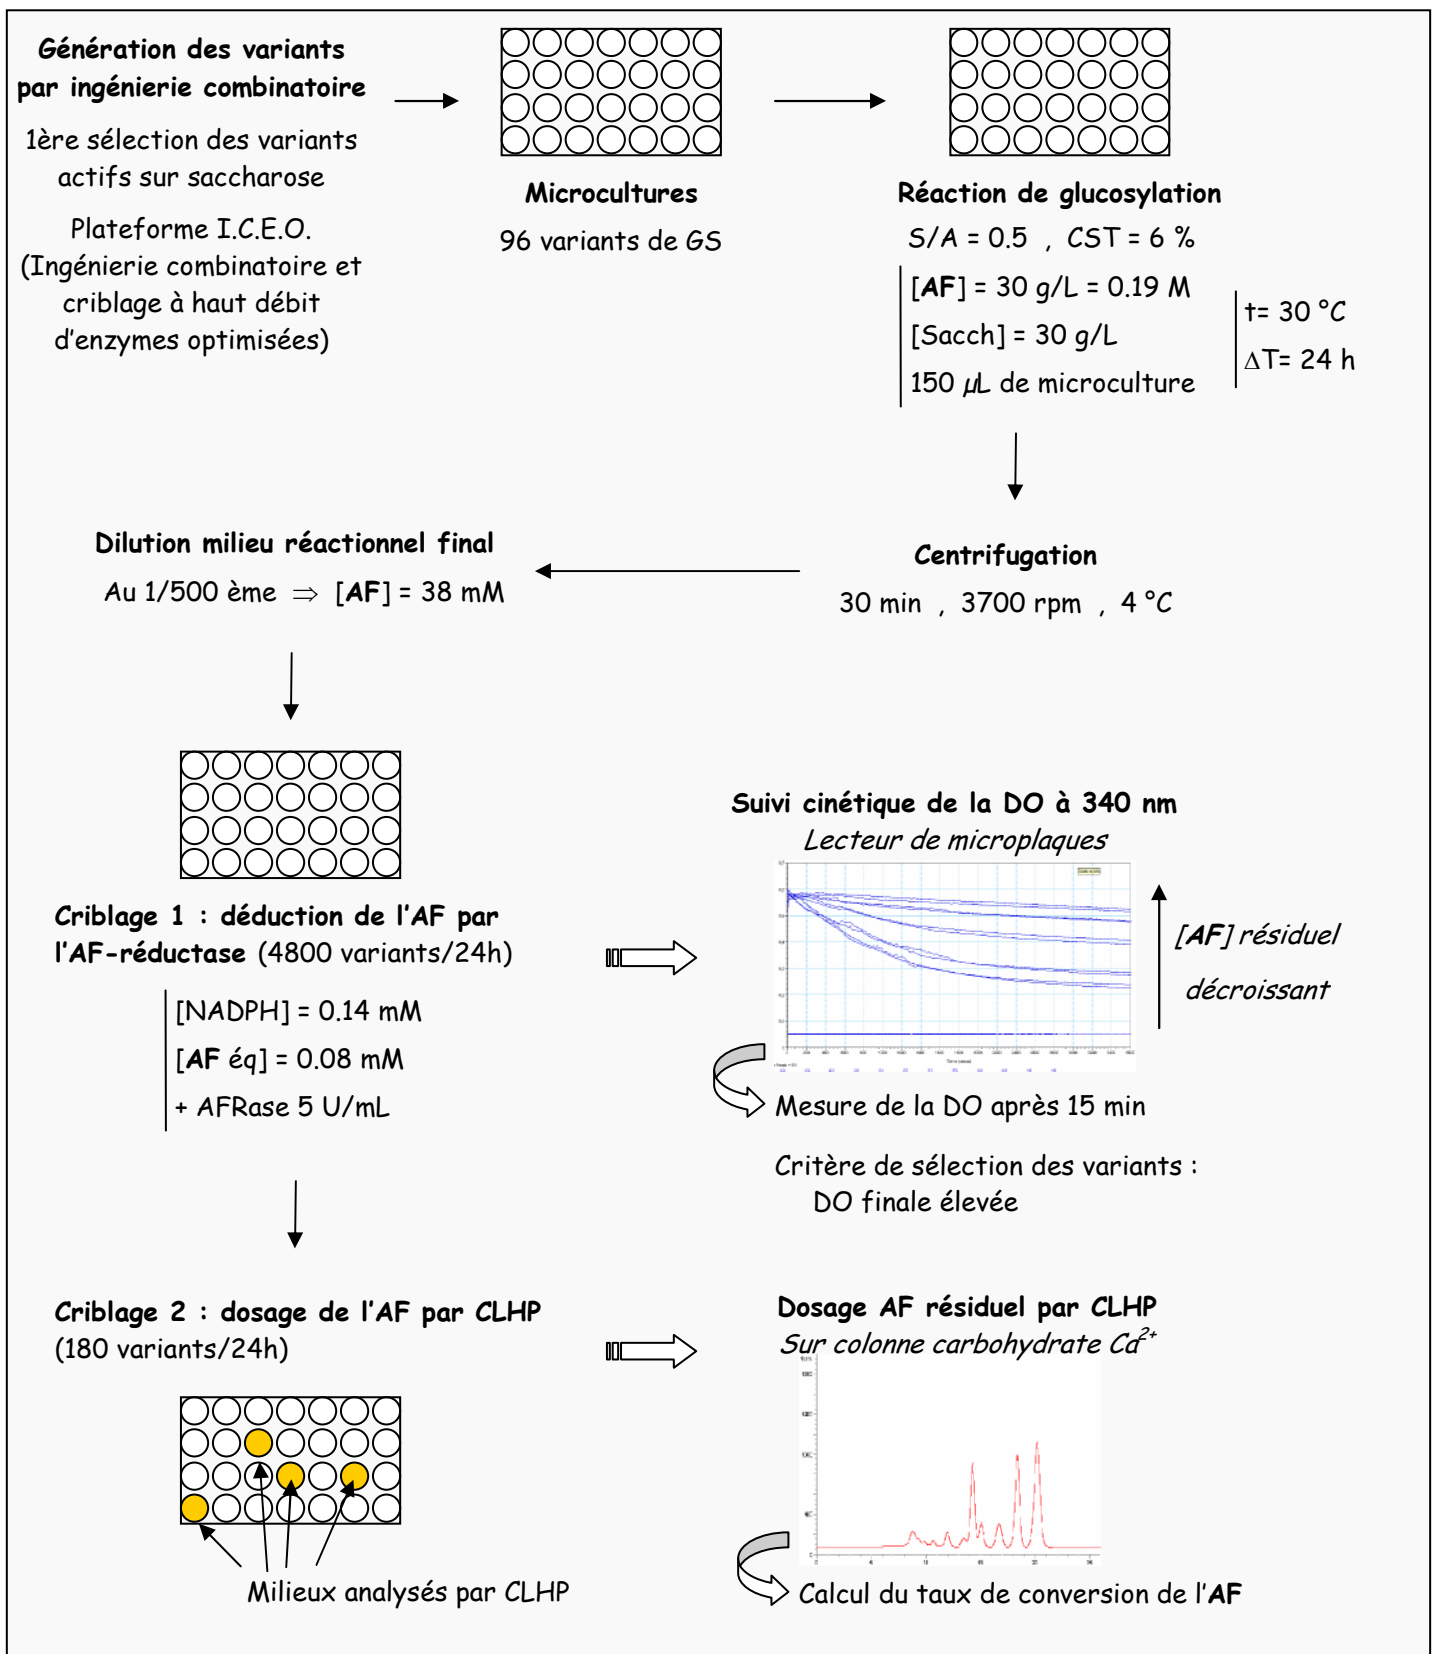 Génération des variants
par ingénierie combinatoire
1ère sélection des variants
actifs sur saccharose
Plateforme I.C.E.O.
(Ingénierie combinatoire et
criblage à haut débit
d'enzymes optimisées)
Microcultures
96 variants de GS
Réaction de glucosylation
S/A = 0.5 , CST = 6 %
[AF] = 30 g/L = 0.19 M
[Sacch] = 30 g/L
150 µL de microculture
t= 30 °C
ΔT= 24 h
Centrifugation
30 min , 3700 rpm , 4 °C
Dilution milieu réactionnel final
Au 1/500 ème ⇒ [AF] = 38 mM
Criblage 1 : déduction de l'AF par
l'AF-réductase (4800 variants/24h)
[NADPH] = 0.14 mM
[AF éq] = 0.08 mM
+ AFRase 5 U/mL
Suivi cinétique de la DO à 340 nm
Lecteur de microplaques
[AF] résiduel
décroissant
Mesure de la DO après 15 min
Critère de sélection des variants :
DO finale élevée
Criblage 2 : dosage de l'AF par CLHP
(180 variants/24h)
Milieux analysés par CLHP
Dosage AF résiduel par CLHP
Sur colonne carbohydrate Ca2+
Calcul du taux de conversion de l'AF